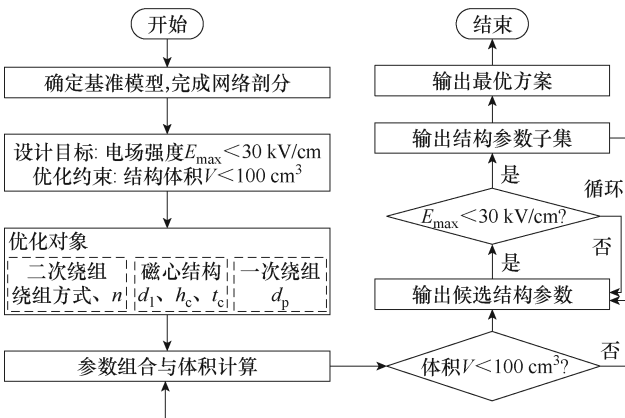 开始
确定基准模型,完成网络剖分
设计目标: 电场强度Emax<30 kV/cm
优化约束: 结构体积V<100 cm³
优化对象
二次绕组
绕组方式、n
磁心结构
d1、hc、tc
一次绕组
dp
参数组合与体积计算
体积V<100 cm³?
否
是
输出候选结构参数
Emax<30 kV/cm?
否
循环
是
输出结构参数子集
输出最优方案
结束